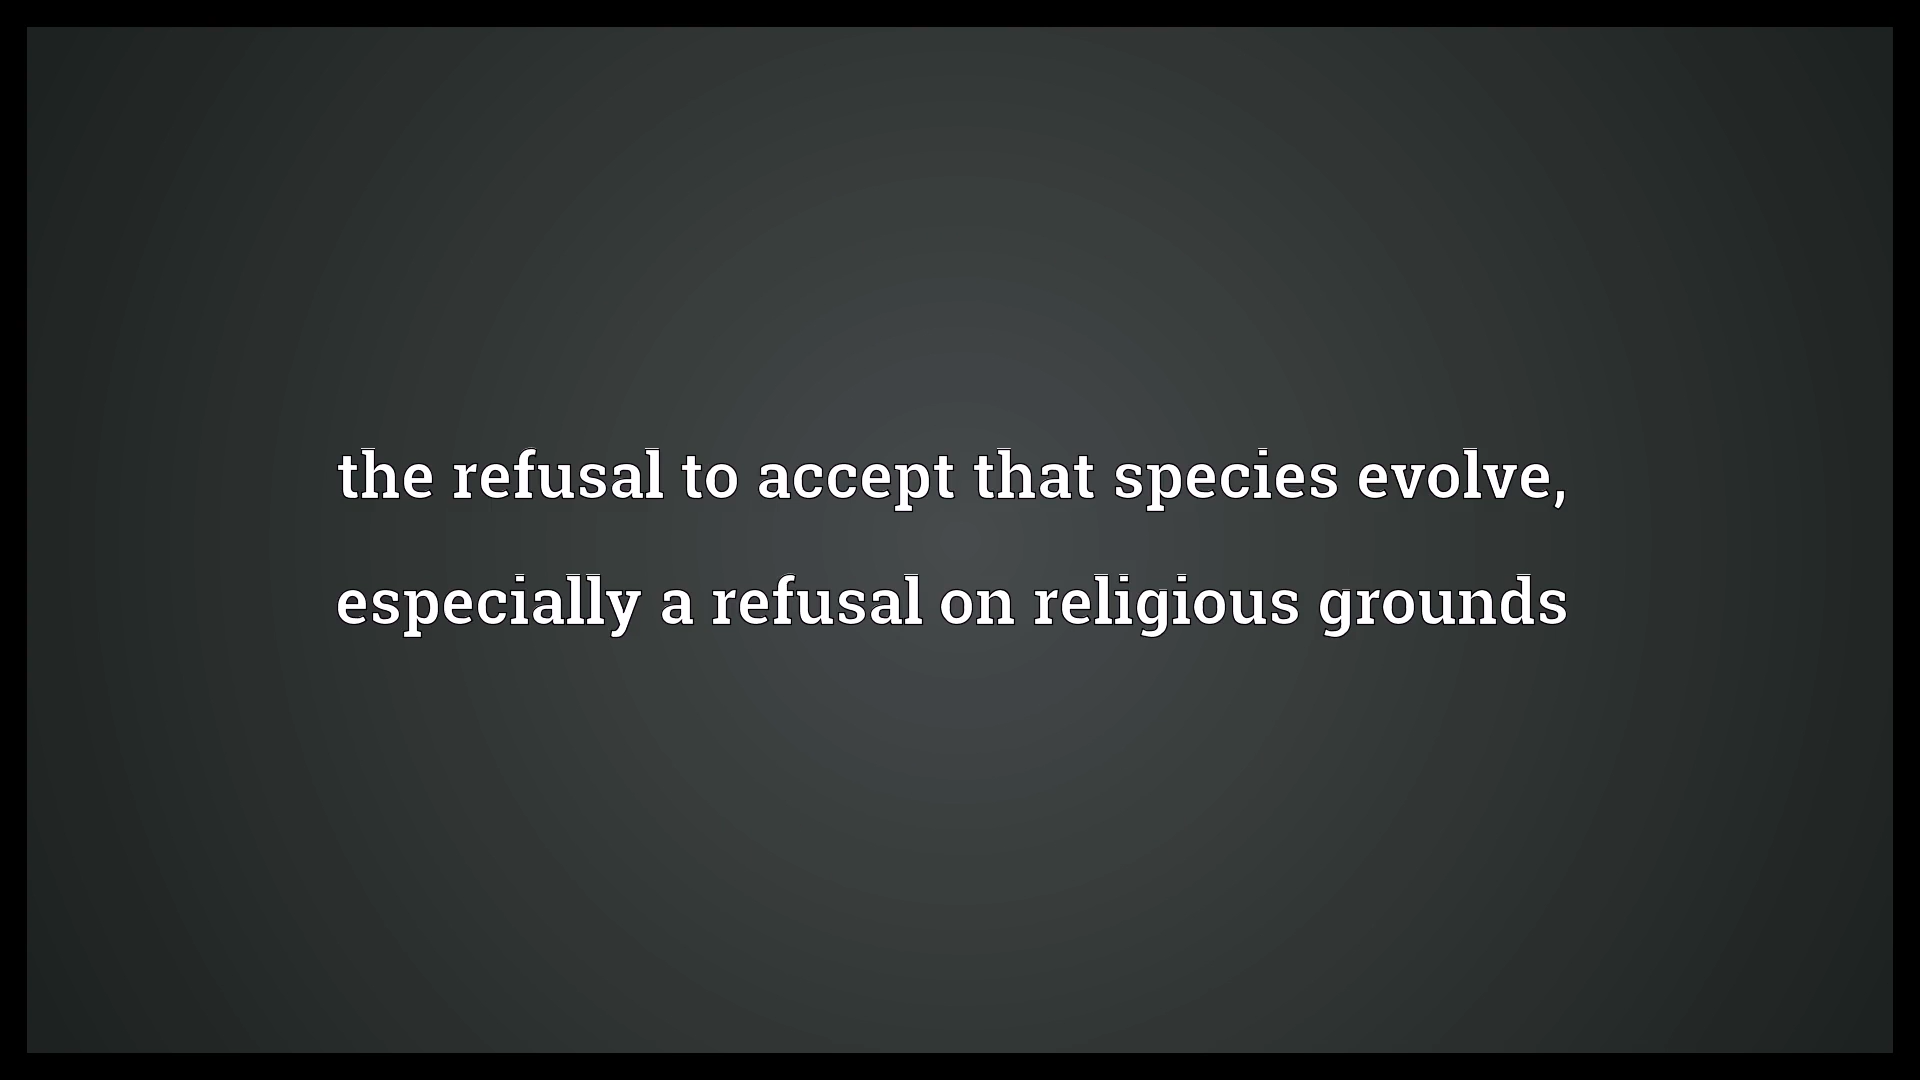 the refusal to accept that species evolve,
especially a refusal on religious grounds